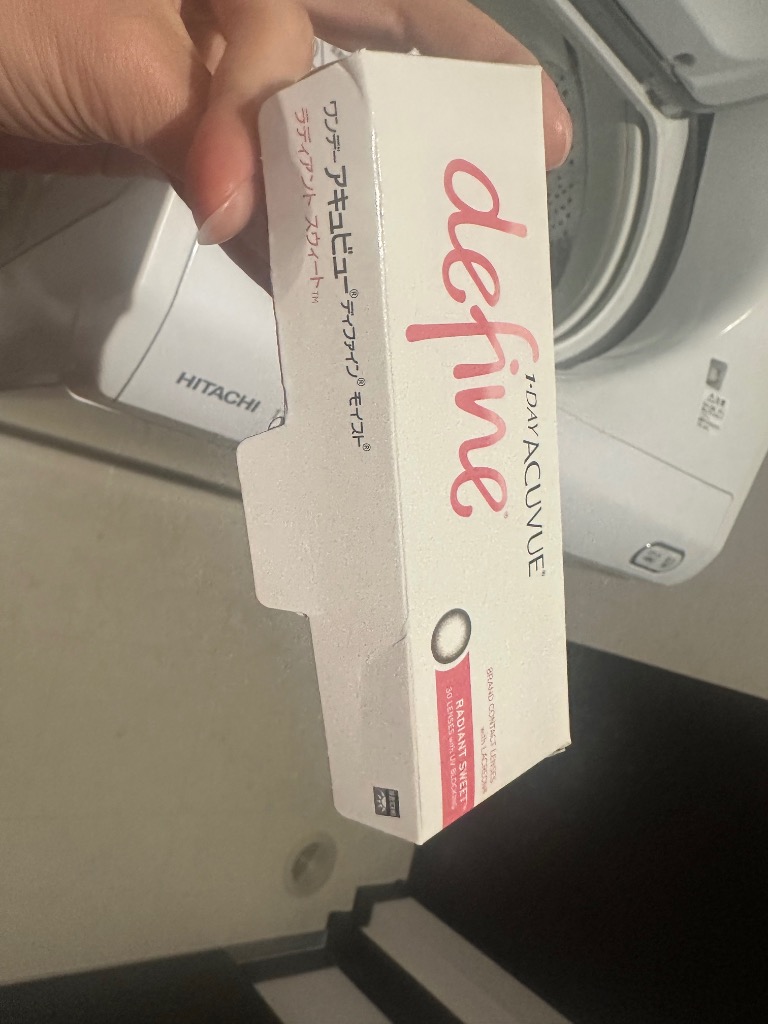 1-DAY ACUVUE®
define®
BRAND CONTACT LENSES
with LACREON®
RADIANT SWEET™
30 LENSES with UV BLOCKING
ワンデー アキュビュー® ディファイン® モイスト®
ラディアント スウィート™
HITACHI